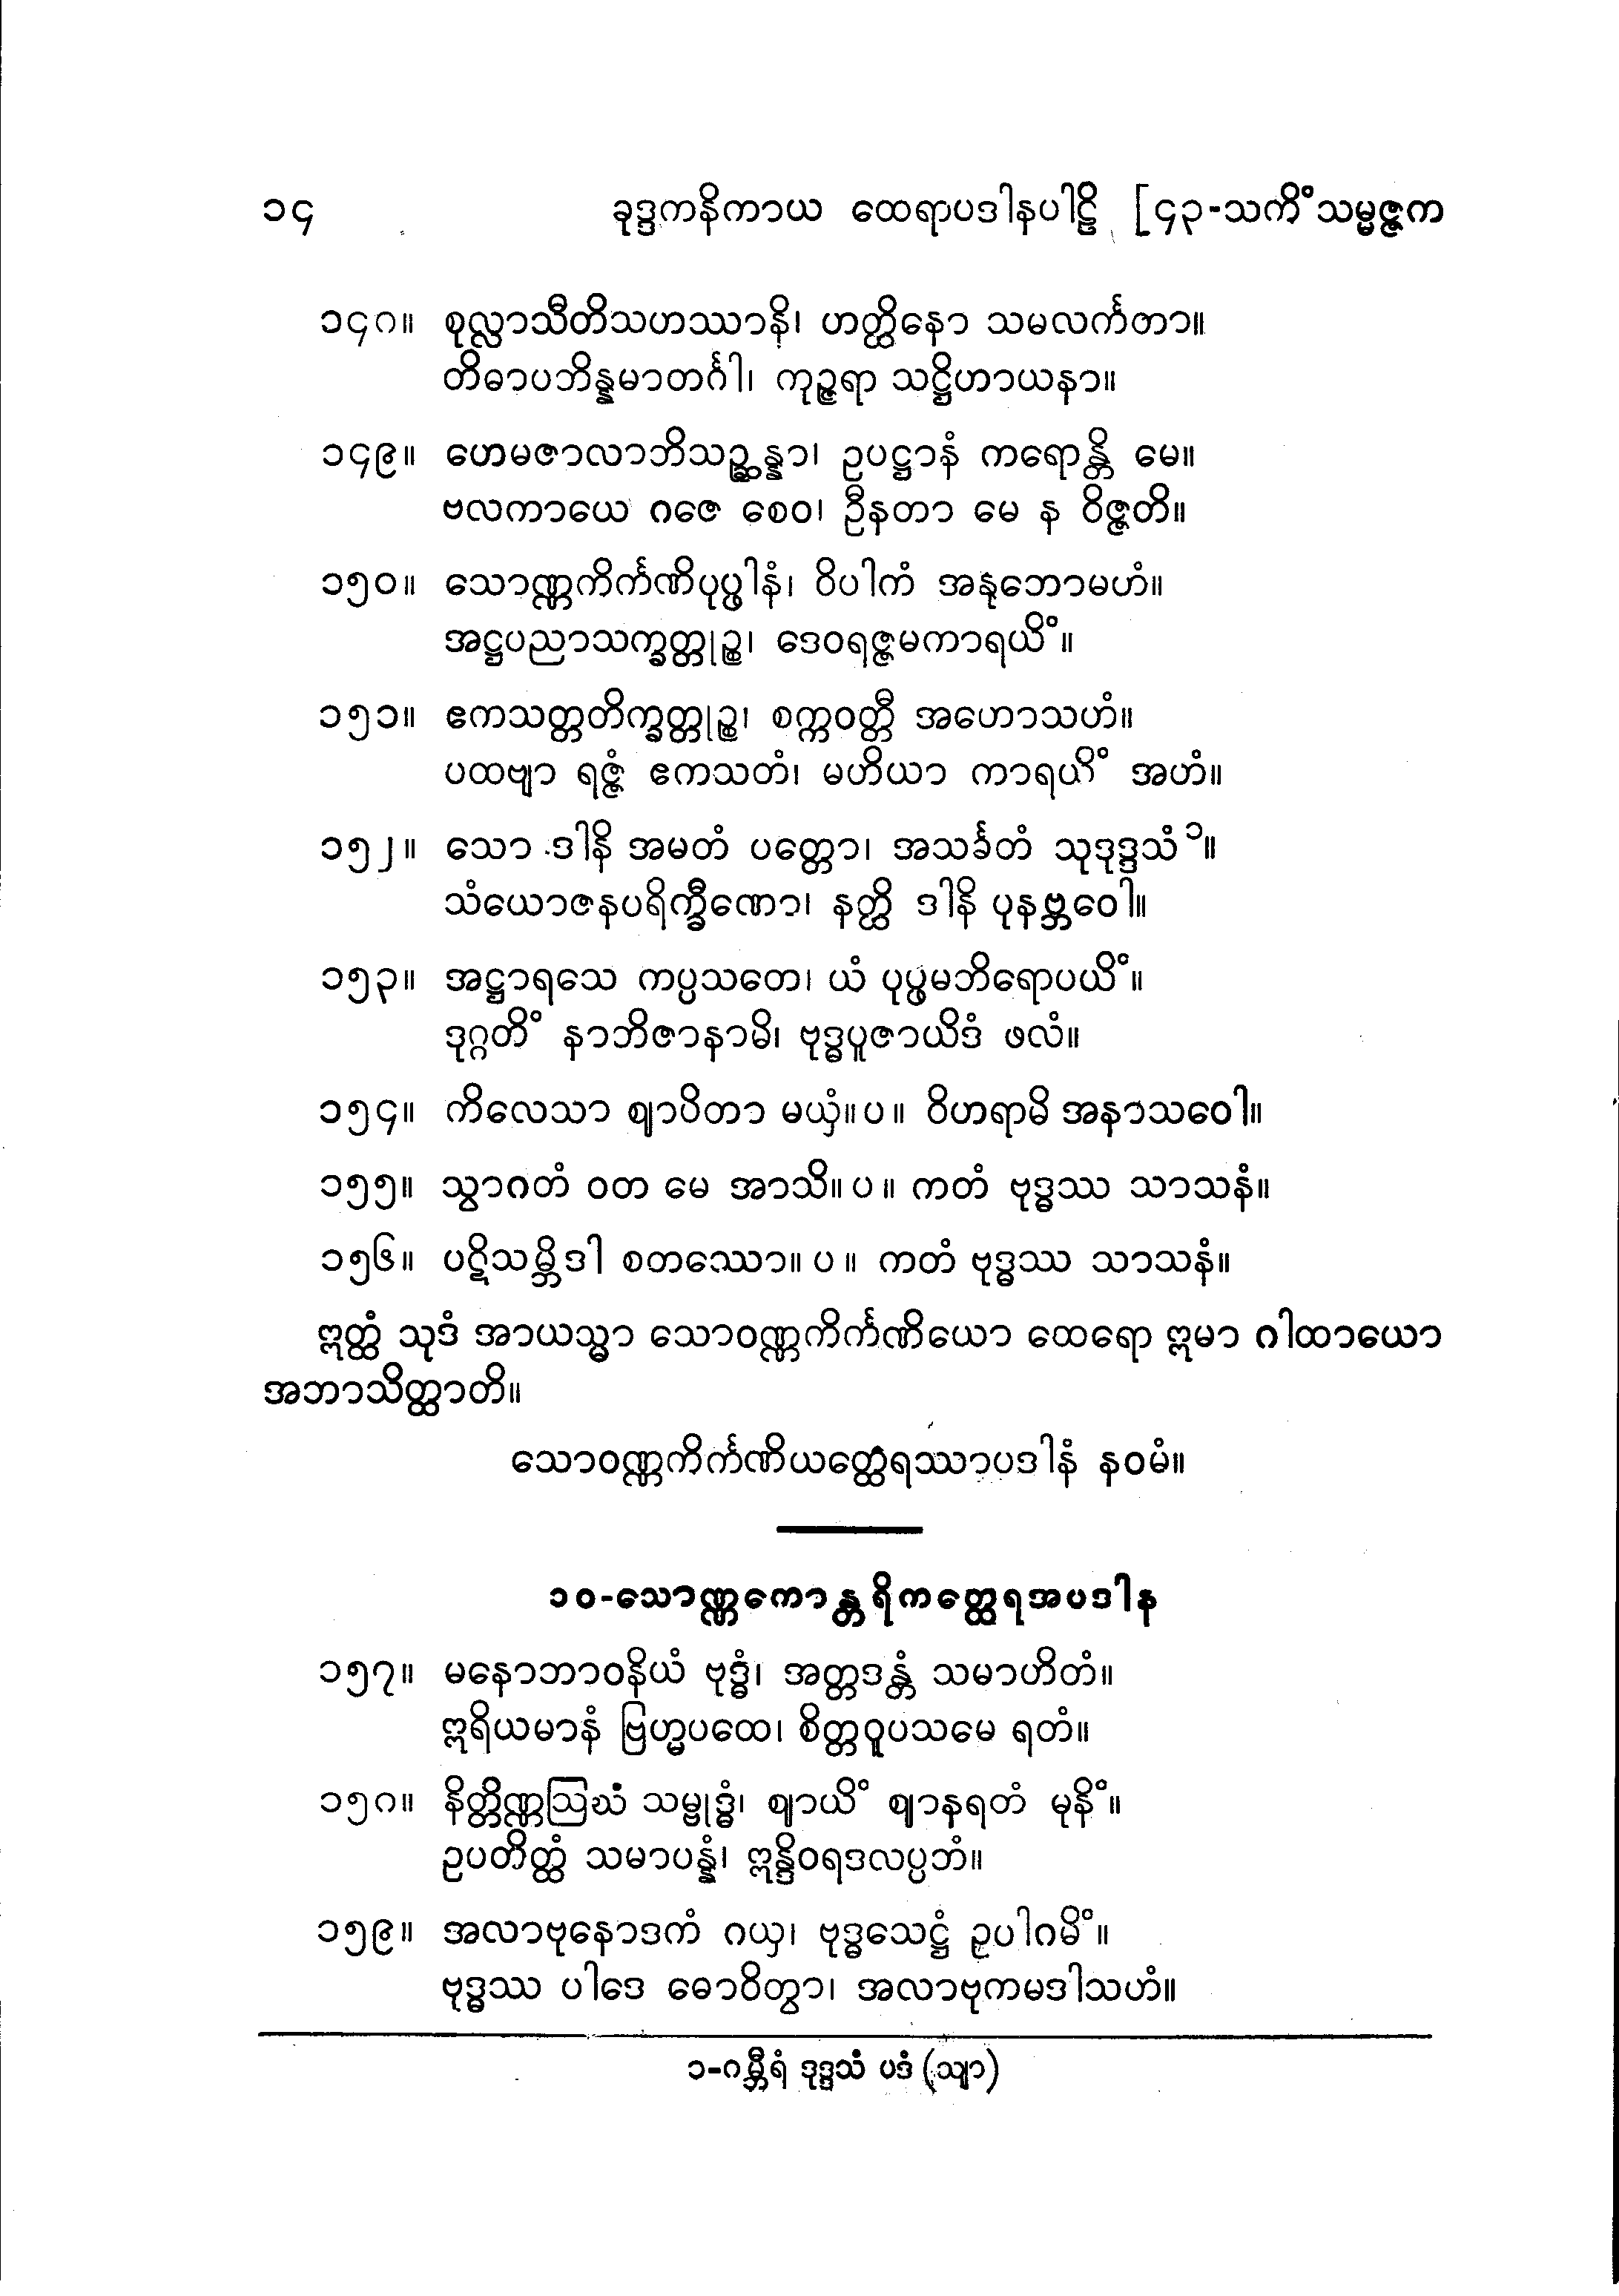 ၁၄ ခုဒ္ဒကနိကာယ ထေရာပဒါနပါဠိ [၄၃-သကိံသမ္မဇ္ဇက
၁၄၈။ စုလ္လာသီတိသဟဿာနိ၊ ဟတ္ထိနော သမလင်္ကတာ။
တိဓာပဘိန္နမာတင်္ဂါ၊ ကုဉ္ဇရာ သဋ္ဌိဟာယနာ။
၁၄၉။ ဟေမဇာလာဘိသဉ္ဆန္နာ၊ ဥပဋ္ဌာနံ ကရောန္တိ မေ။
ဗလကာယေ ဂဇေ စေဝ၊ ဦနတာ မေ န ဝိဇ္ဇတိ။
၁၅၀။ သောဏ္ဏကိင်္ကဏိပုပ္ဖါနံ၊ ဝိပါကံ အနုဘောမဟံ။
အဋ္ဌပညာသက္ခတ္တုဉ္စ၊ ဒေဝရဇ္ဇမကာရယိံ။
၁၅၁။ ဧကသတ္တတိက္ခတ္တုဉ္စ၊ စက္ကဝတ္တီ အဟောသဟံ။
ပထဗျာ ရဇ္ဇံ ဧကသတံ၊ မဟိယာ ကာရယိံ အဟံ။
၁၅၂။ သော ဒါနိ အမတံ ပတ္တော၊ အသင်္ခတံ သုဒုဒ္ဒသံ၁။
သံယောဇနပရိက္ခီဏော၊ နတ္ထိ ဒါနိ ပုနဗ္ဘဝေါ။
၁၅၃။ အဋ္ဌာရသေ ကပ္ပသတေ၊ ယံ ပုပ္ဖမဘိရောပယိံ။
ဒုဂ္ဂတိံ နာဘိဇာနာမိ၊ ဗုဒ္ဓပူဇာယိဒံ ဖလံ။
၁၅၄။ ကိလေသာ ဈာပိတာ မယှံ။ပ။ ဝိဟရာမိ အနာသဝေါ။
၁၅၅။ သွာဂတံ ဝတ မေ အာသိ။ပ။ ကတံ ဗုဒ္ဓဿ သာသနံ။
၁၅၆။ ပဋိသမ္ဘိဒါ စတဿော။ပ။ ကတံ ဗုဒ္ဓဿ သာသနံ။
ဣတ္ထံ သုဒံ အာယသ္မာ သောဝဏ္ဏကိင်္ကဏိယော ထေရော ဣမာ ဂါထာယော
အဘာသိတ္ထာတိ။
သောဝဏ္ဏကိင်္ကဏိယတ္ထေရဿာပဒါနံ နဝမံ။
၁၀-သောဏ္ဏကောန္တရိကတ္ထေရအပဒါန
၁၅၇။ မနောဘာဝနိယံ ဗုဒ္ဓံ၊ အတ္တဒန္တံ သမာဟိတံ။
ဣရိယမာနံ ဗြဟ္မပထေ၊ စိတ္တဝူပသမေ ရတံ။
၁၅၈။ နိတ္တိဏ္ဏဩဃံ သမ္ဗုဒ္ဓံ၊ ဈာယိံ ဈာနရတံ မုနိံ။
ဥပတိတ္ထံ သမာပန္နံ၊ ဣန္ဒိဝရဒလပ္ပဘံ။
၁၅၉။ အလာဗုနောဒကံ ဂယှ၊ ဗုဒ္ဓသေဋ္ဌံ ဥပါဂမိံ။
ဗုဒ္ဓဿ ပါဒေ ဓောဝိတွာ၊ အလာဗုကမဒါသဟံ။
၁-ဂမ္ဘီရံ ဒုဒ္ဒသံ ပဒံ (သျာ)